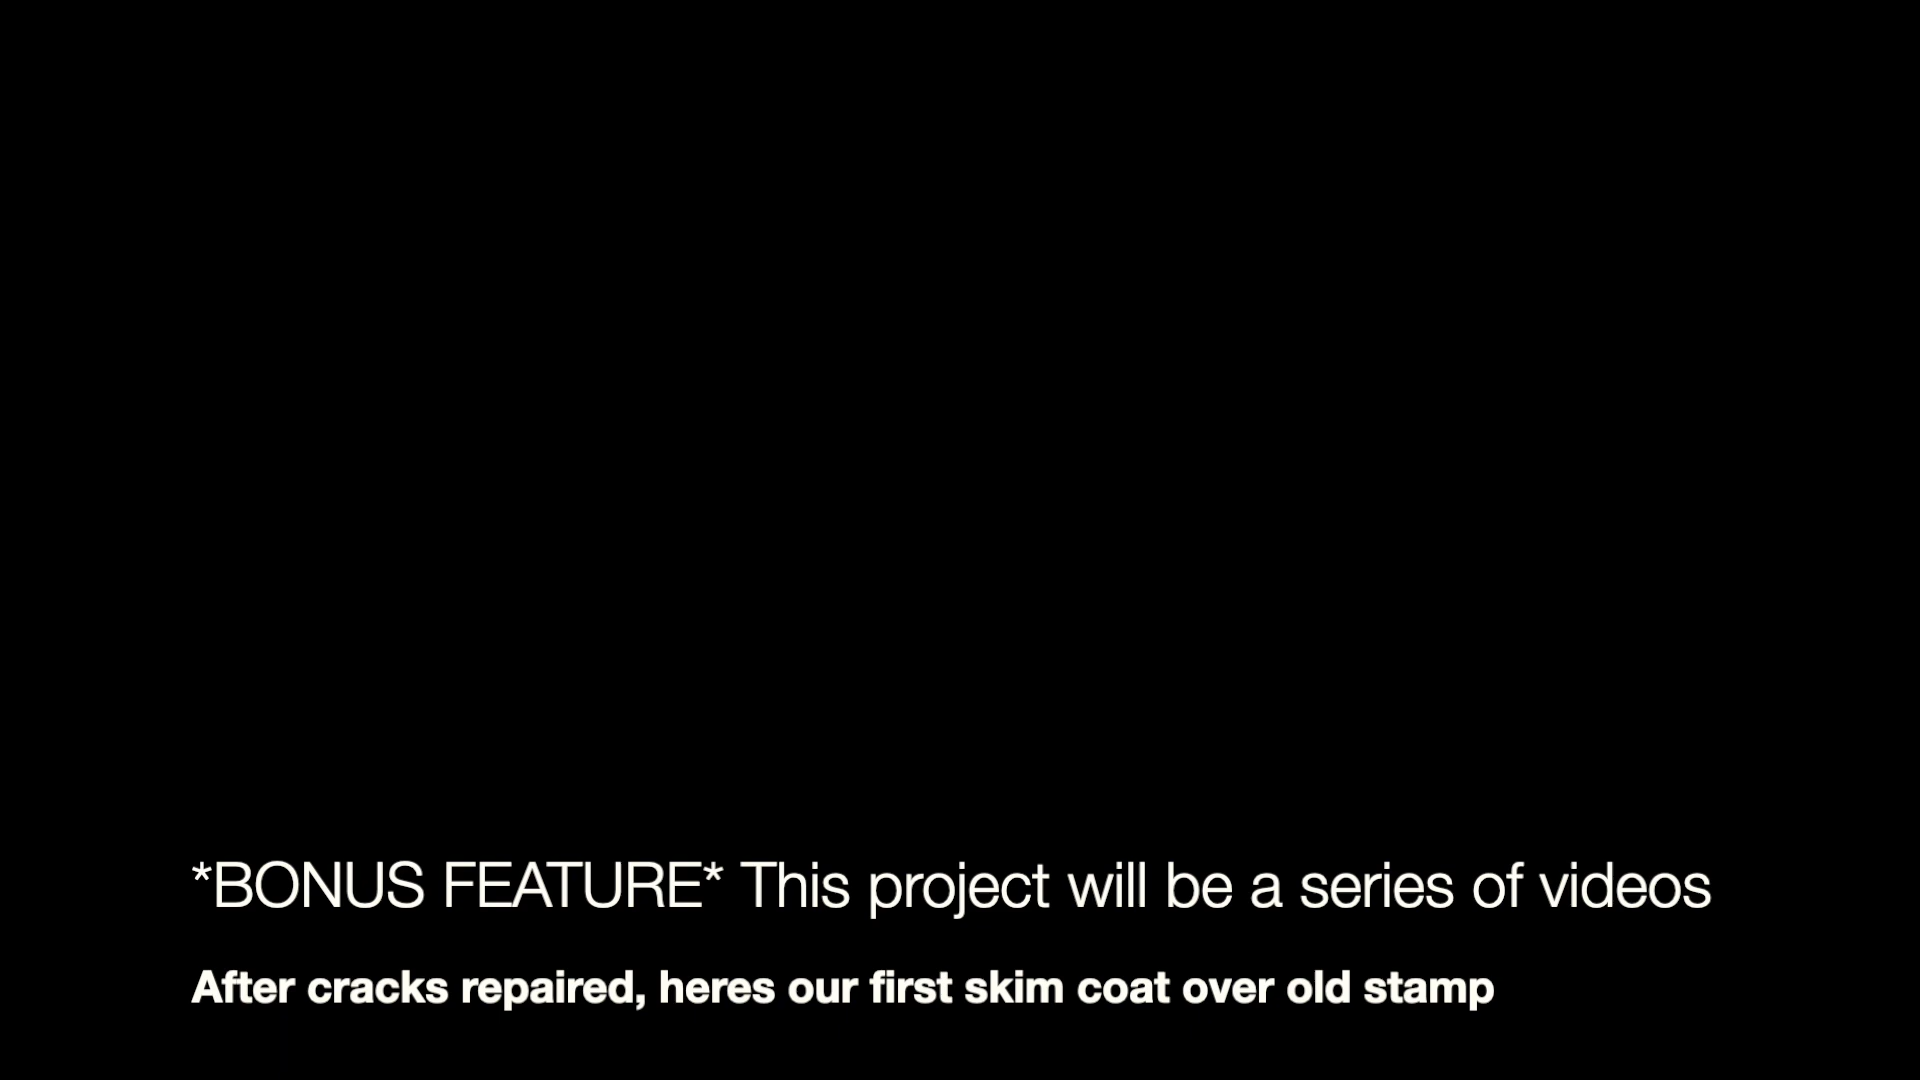 *BONUS FEATURE* This project will be a series of videos
After cracks repaired, heres our first skim coat over old stamp